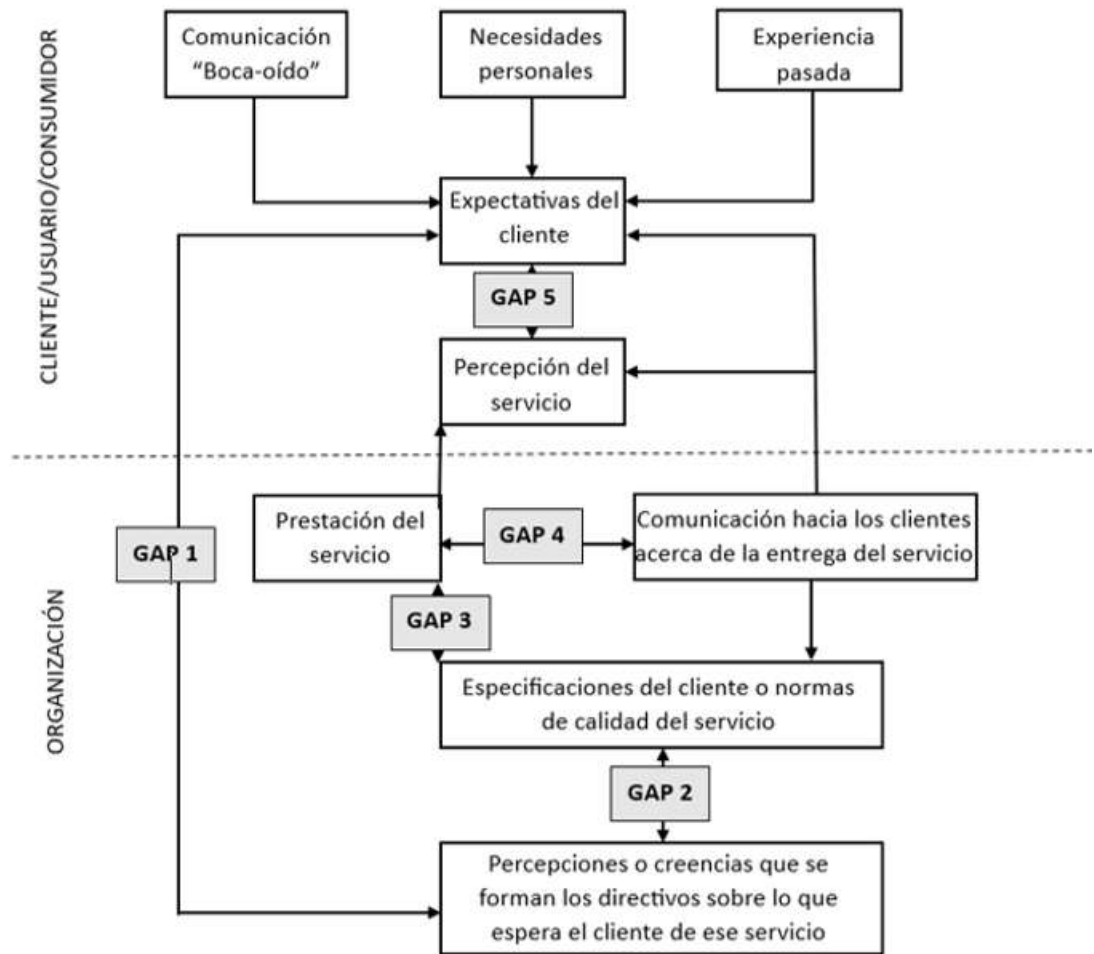 CLIENTE/USUARIO/CONSUMIDOR
Comunicación
“Boca-oído”
Necesidades
personales
Experiencia
pasada
Expectativas del
cliente
GAP 5
Percepción del
servicio
ORGANIZACIÓN
GAP 1
Prestación del
servicio
GAP 4
Comunicación hacia los clientes
acerca de la entrega del servicio
GAP 3
Especificaciones del cliente o normas
de calidad del servicio
GAP 2
Percepciones o creencias que se
forman los directivos sobre lo que
espera el cliente de ese servicio